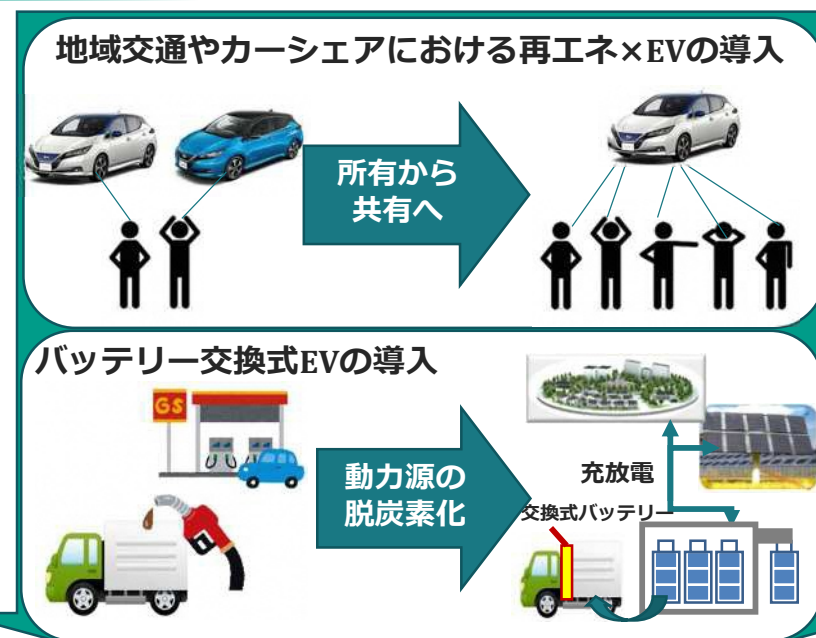 地域交通やカーシェアにおける再エネ×EVの導入
所有から
共有へ
バッテリー交換式EVの導入
GS
動力源の
脱炭素化
充放電
交換式バッテリー